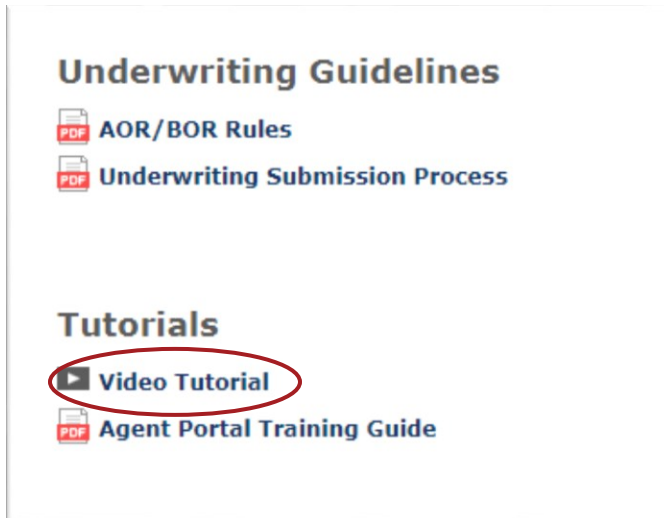 Underwriting Guidelines
PDF AOR/BOR Rules
PDF Underwriting Submission Process
Tutorials
Video Tutorial
PDF Agent Portal Training Guide